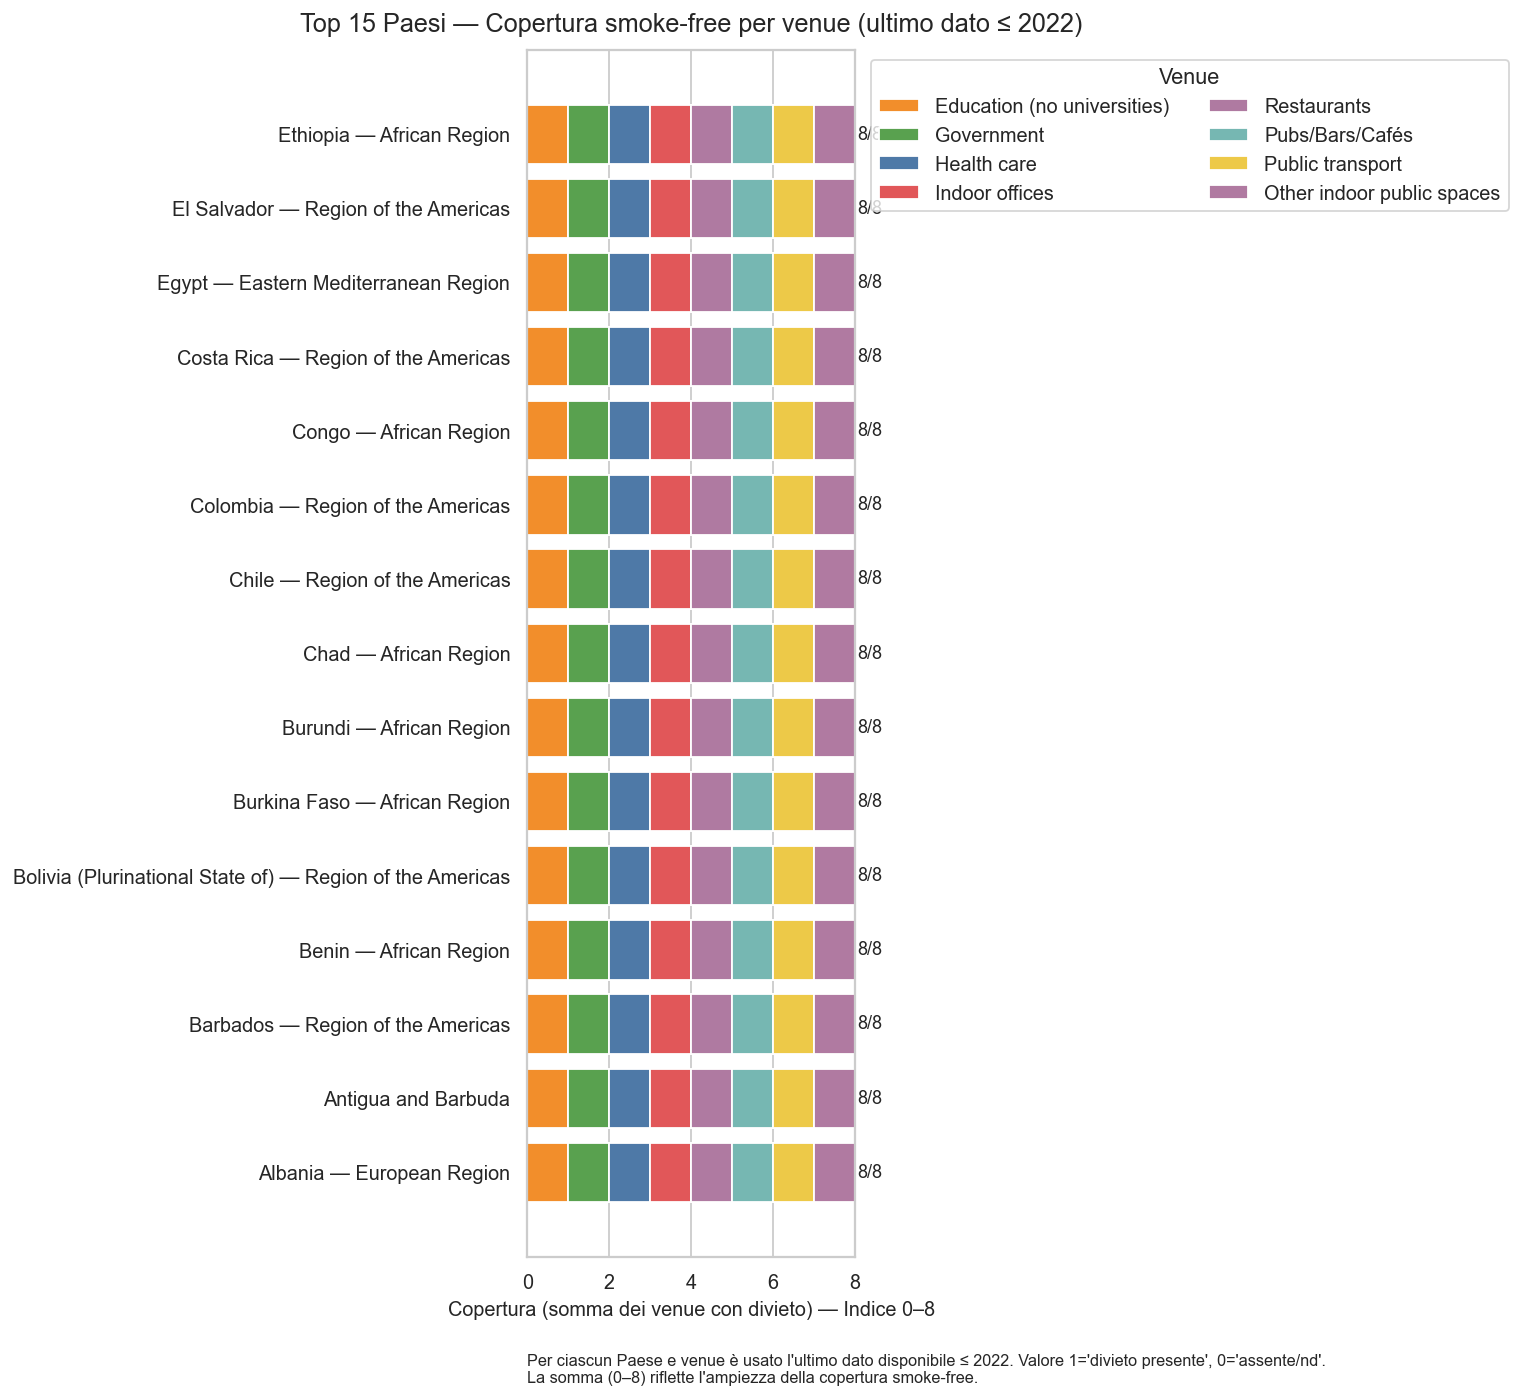 Top 15 Paesi — Copertura smoke-free per venue (ultimo dato ≤ 2022)
Venue
Education (no universities)
Government
Health care
Indoor offices
Restaurants
Pubs/Bars/Cafés
Public transport
Other indoor public spaces
Ethiopia — African Region 8/8
El Salvador — Region of the Americas 8/8
Egypt — Eastern Mediterranean Region 8/8
Costa Rica — Region of the Americas 8/8
Congo — African Region 8/8
Colombia — Region of the Americas 8/8
Chile — Region of the Americas 8/8
Chad — African Region 8/8
Burundi — African Region 8/8
Burkina Faso — African Region 8/8
Bolivia (Plurinational State of) — Region of the Americas 8/8
Benin — African Region 8/8
Barbados — Region of the Americas 8/8
Antigua and Barbuda 8/8
Albania — European Region 8/8
0 2 4 6 8
Copertura (somma dei venue con divieto) — Indice 0–8
Per ciascun Paese e venue è usato l'ultimo dato disponibile ≤ 2022. Valore 1='divieto presente', 0='assente/nd'.
La somma (0–8) riflette l'ampiezza della copertura smoke-free.